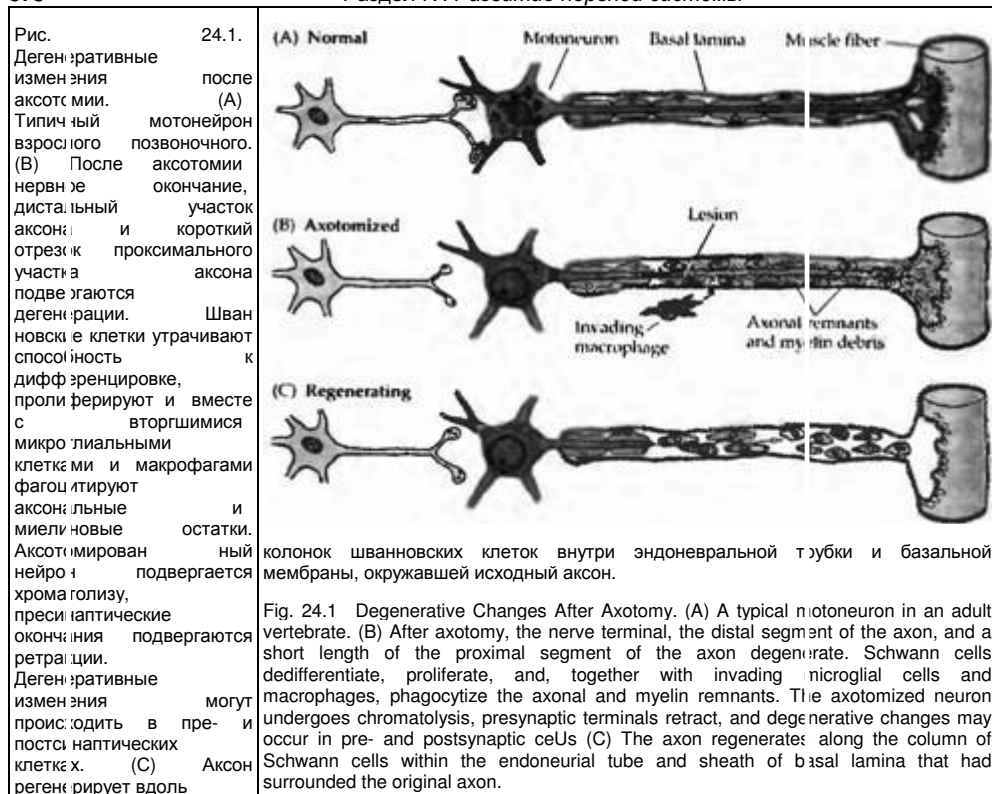 Рис. 24.1.
Дегенеративные
изменения после
аксотомии. (A)
Типичный мотонейрон
взрослого позвоночного.
(B) После аксотомии
нервное окончание,
дистальный участок
аксона и короткий
отрезок проксимального
участка аксона
подвергаются
дегенерации. Шван
новские клетки утрачивают
способность к
дифференцировке,
пролиферируют и вместе
с вторгшимися
микроглиальными
клетками и макрофагами
фагоцитируют
аксональные и
миелиновые остатки.
Аксотомирован ный
нейрон подвергается
хроматолизу,
пресинаптические
окончания подвергаются
ретракции.
Дегенеративные
изменения могут
происходить в пре- и
постсинаптических
клетках. (C) Аксон
регенерирует вдоль
(A) Normal
Motoneuron Basal lamina Muscle fiber
(B) Axotomized
Lesion
Invading
macrophage
Axonal remnants
and myelin debris
(C) Regenerating
колонок шванновских клеток внутри эндоневральной трубки и базальной
мембраны, окружавшей исходный аксон.
Fig. 24.1 Degenerative Changes After Axotomy. (A) A typical motoneuron in an adult
vertebrate. (B) After axotomy, the nerve terminal, the distal segment of the axon, and a
short length of the proximal segment of the axon degenerate. Schwann cells
dedifferentiate, proliferate, and, together with invading microglial cells and
macrophages, phagocytize the axonal and myelin remnants. The axotomized neuron
undergoes chromatolysis, presynaptic terminals retract, and degenerative changes may
occur in pre- and postsynaptic ceUs (C) The axon regenerates along the column of
Schwann cells within the endoneurial tube and sheath of basal lamina that had
surrounded the original axon.